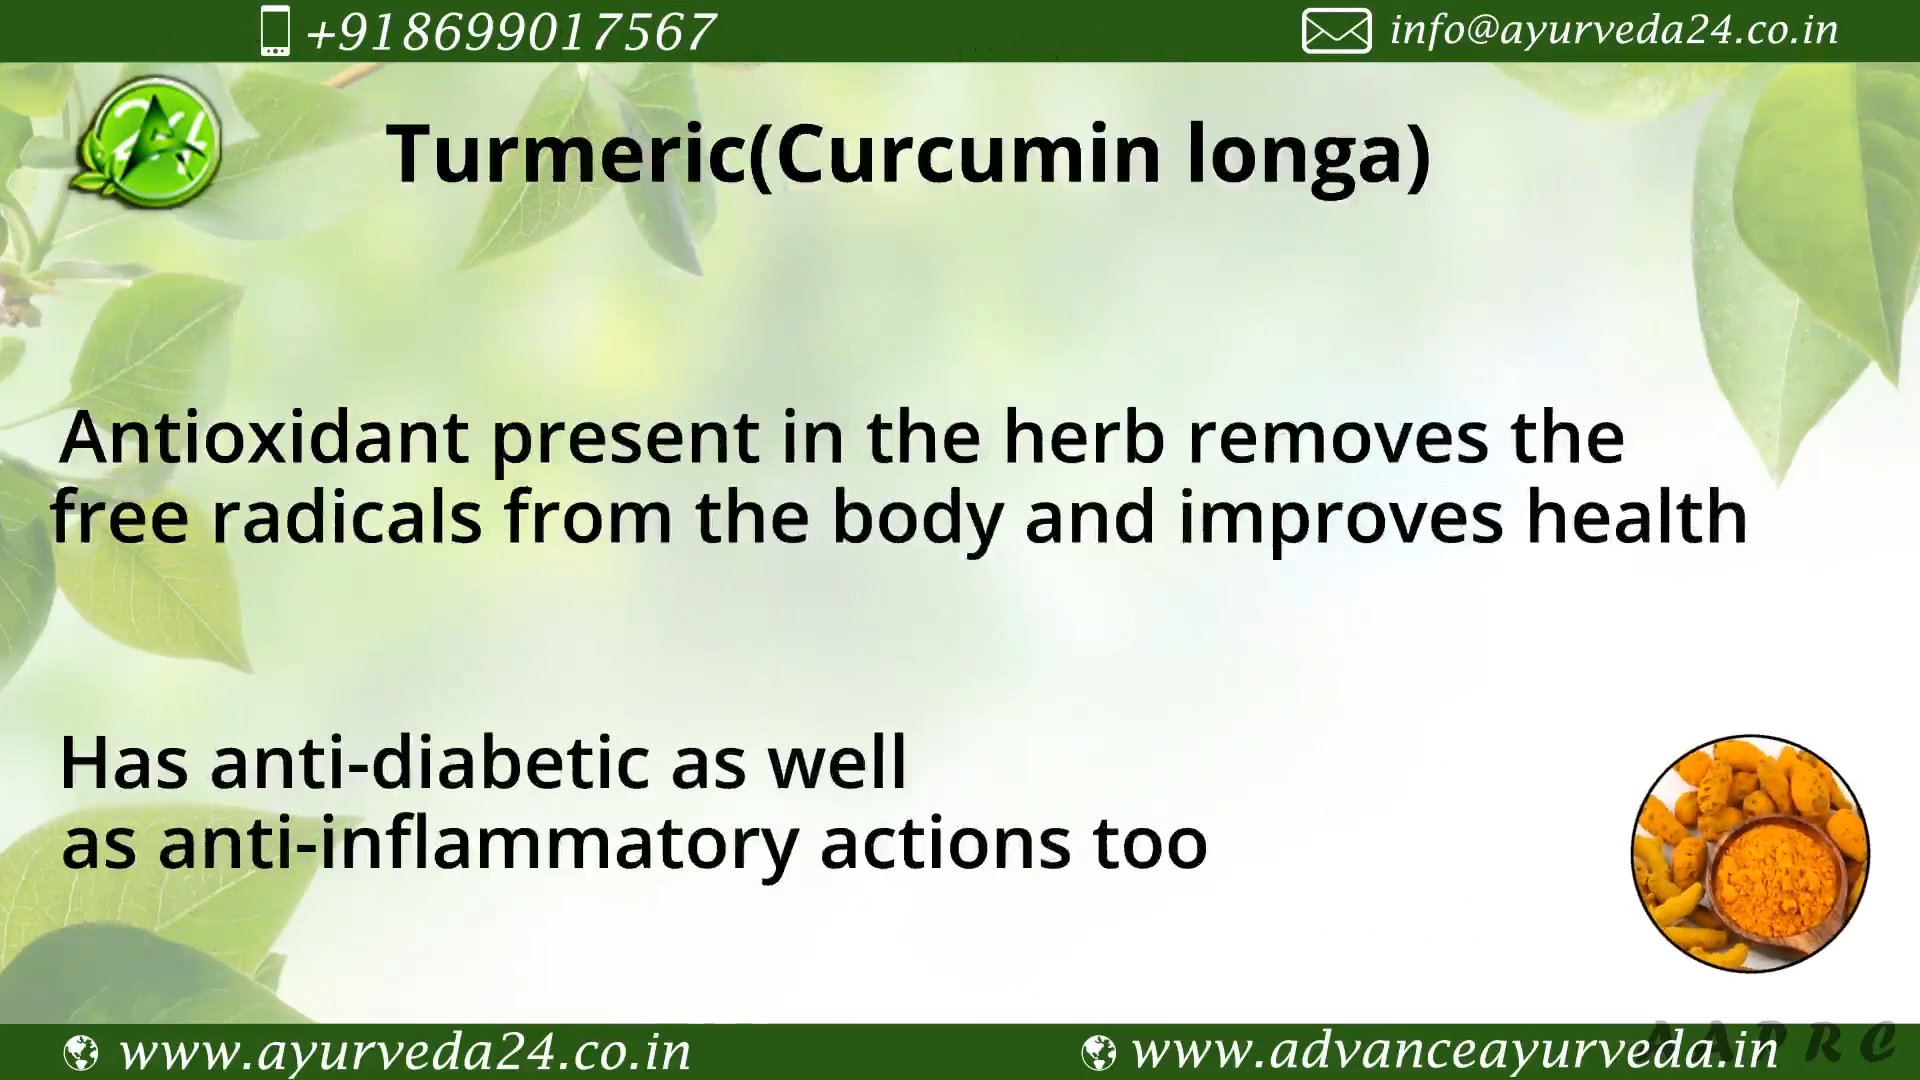 +918699017567
info@ayurveda24.co.in
24
Turmeric(Curcumin longa)
Antioxidant present in the herb removes the
free radicals from the body and improves health
Has anti-diabetic as well
as anti-inflammatory actions too
www.ayurveda24.co.in
www.advanceayurveda.in
AAPRC